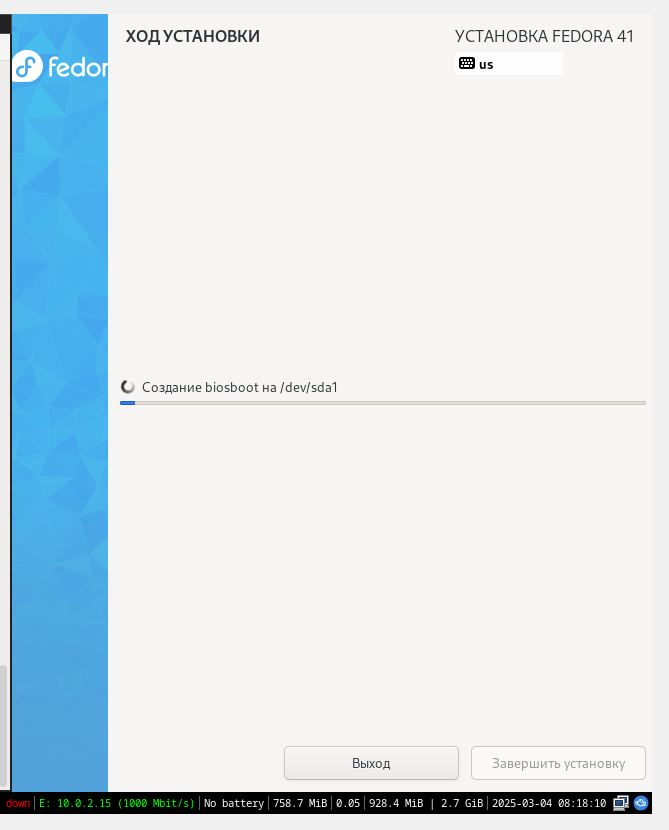 ХОД УСТАНОВКИ
УСТАНОВКА FEDORA 41
fedor
us
Создание biosboot на /dev/sda1
Выход
Завершить установку
down | E: 10.0.2.15 (1000 Mbit/s) | No battery | 758.7 MiB | 0.05 | 928.4 MiB | 2.7 GiB | 2025-03-04 08:18:10